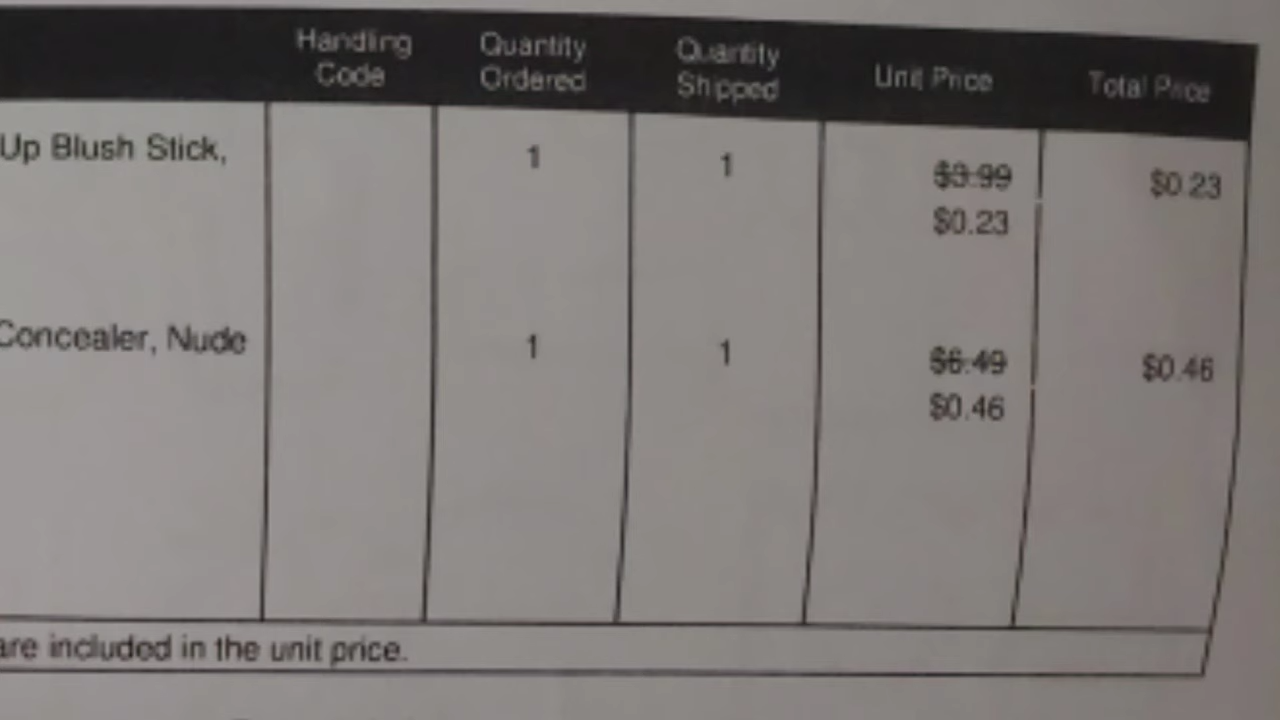 Handling Code
Quantity Ordered
Quantity Shipped
Unit Price
Total Price
Up Blush Stick,
1
1
$3.99
$0.23
$0.23
Concealer, Nude
1
1
$6.49
$0.46
$0.46
are included in the unit price.